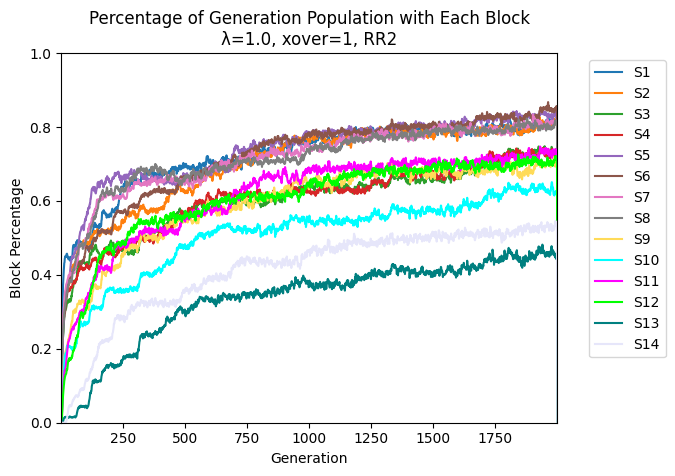 Percentage of Generation Population with Each Block
λ=1.0, xover=1, RR2
1.0
0.8
0.6
0.4
0.2
0.0
Block Percentage
250 500 750 1000 1250 1500 1750
Generation
S1
S2
S3
S4
S5
S6
S7
S8
S9
S10
S11
S12
S13
S14